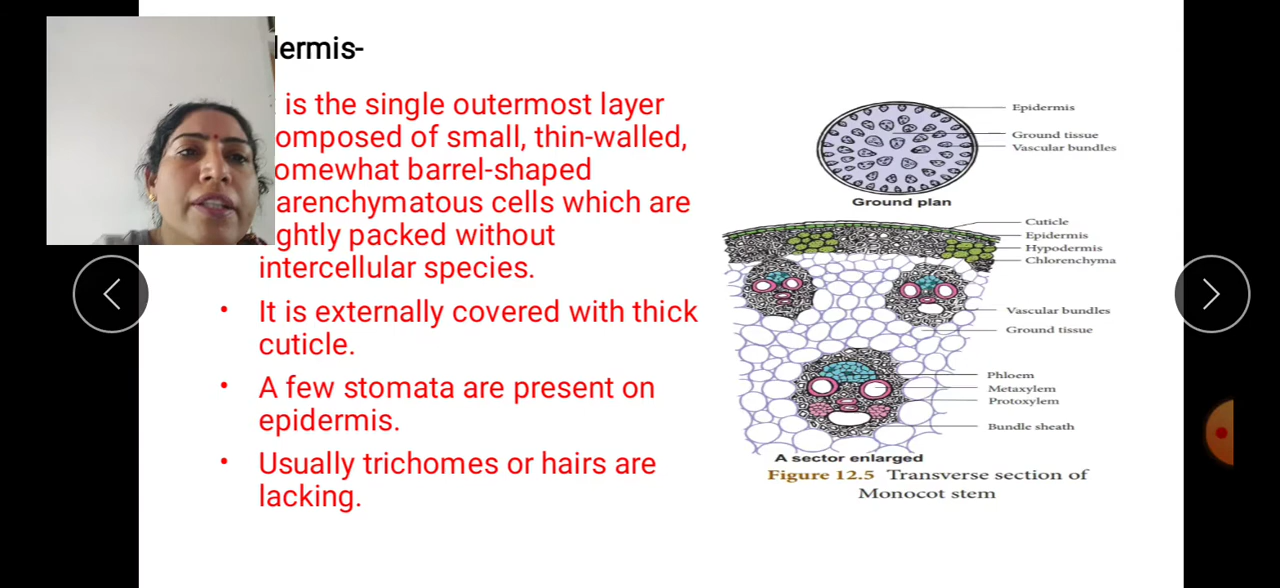 dermis-
is the single outermost layer
omposed of small, thin-walled,
omewhat barrel-shaped
arenchymatous cells which are
ghtly packed without
intercellular species.
• It is externally covered with thick
cuticle.
• A few stomata are present on
epidermis.
• Usually trichomes or hairs are
lacking.
Epidermis
Ground tissue
Vascular bundles
Ground plan
Cuticle
Epidermis
Hypodermis
Chlorenchyma
Vascular bundles
Ground tissue
Phloem
Metaxylem
Protoxylem
Bundle sheath
A sector enlarged
Figure 12.5 Transverse section of
Monocot stem